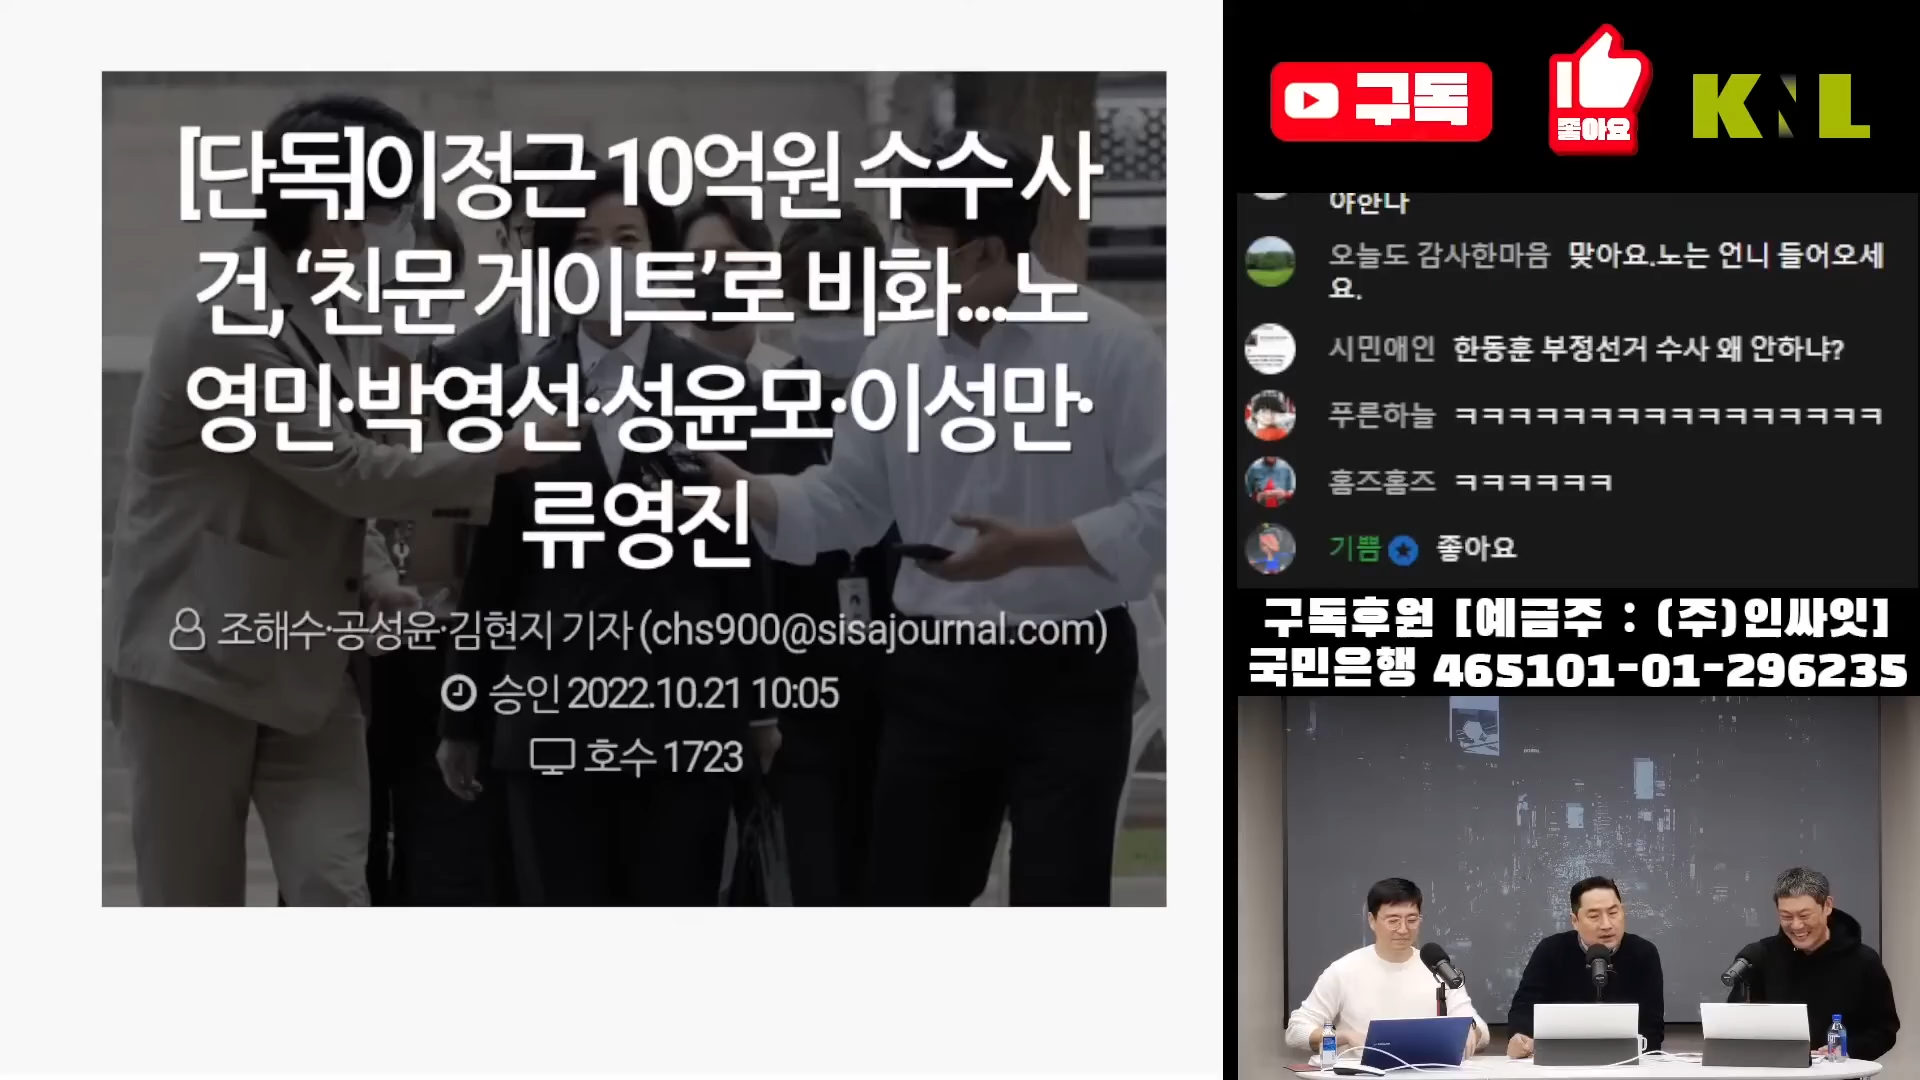 [단독]이정근 10억원 수수 사
건, ‘친문 게이트’로 비화...노
영민·박영선·성윤모·이성만·
류영진
조해수·공성윤·김현지 기자 (chs900@sisajournal.com)
승인 2022.10.21 10:05
호수 1723
구독
좋아요
KNL
야한나
오늘도 감사한마음 맞아요.노는 언니 들어오세
요.
시민애인 한동훈 부정선거 수사 왜 안하냐?
푸른하늘 ㅋㅋㅋㅋㅋㅋㅋㅋㅋㅋㅋㅋㅋㅋㅋㅋ
홈즈홈즈 ㅋㅋㅋㅋㅋㅋ
기쁨 좋아요
구독후원 [예금주 : (주)인싸잇]
국민은행 465101-01-296235